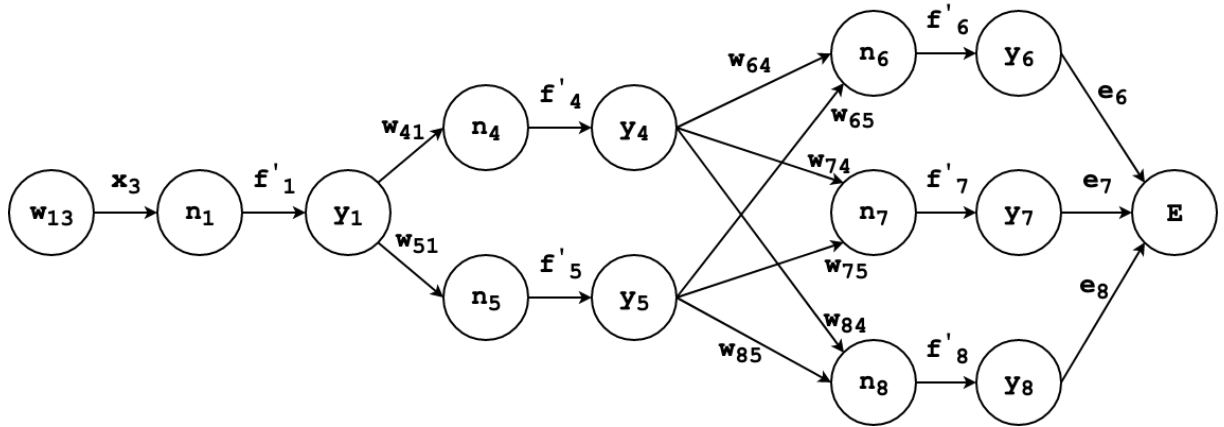 f'₆
n₆
y₆
w₆₄
e₆
f'₄
w₄₁
n₄
y₄
w₆₅
w₇₄
x₃
f'₁
f'₇
e₇
w₁₃
n₁
y₁
n₇
y₇
E
w₅₁
f'₅
w₇₅
n₅
y₅
e₈
w₈₄
w₈₅
f'₈
n₈
y₈